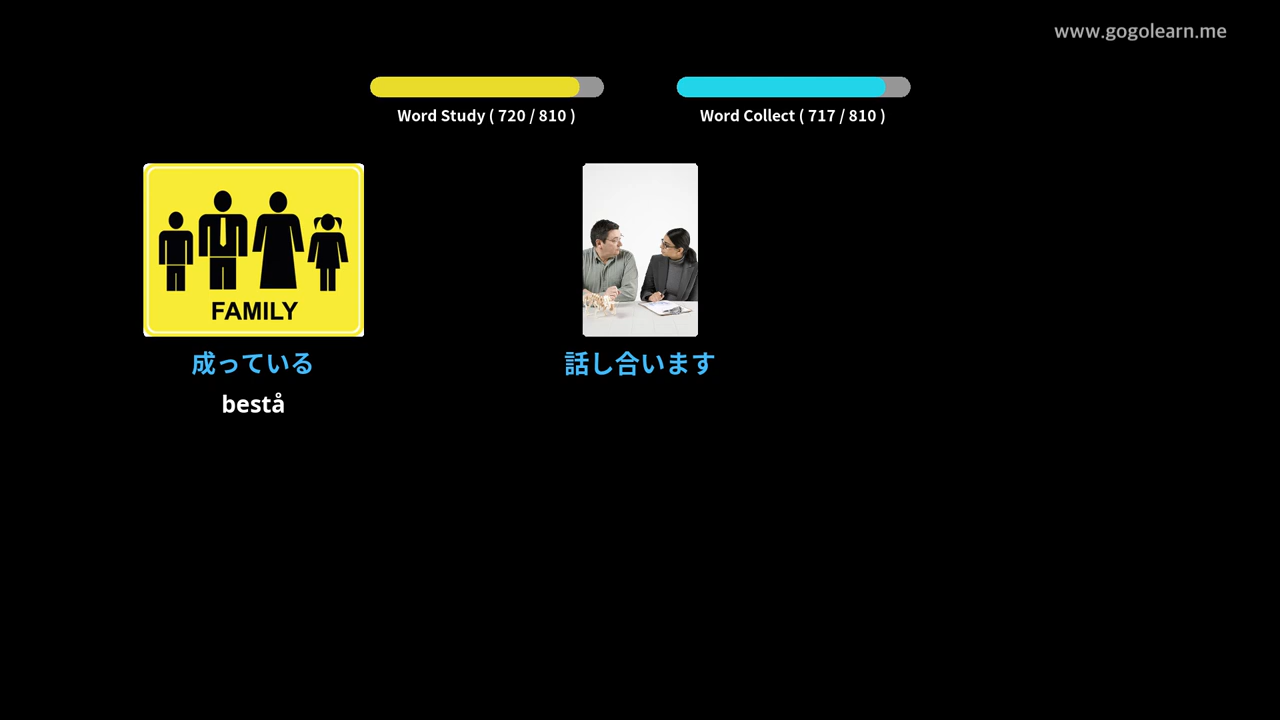 www.gogolearn.me
Word Study ( 720 / 810 )
Word Collect ( 717 / 810 )
FAMILY
成っている
話し合います
bestå